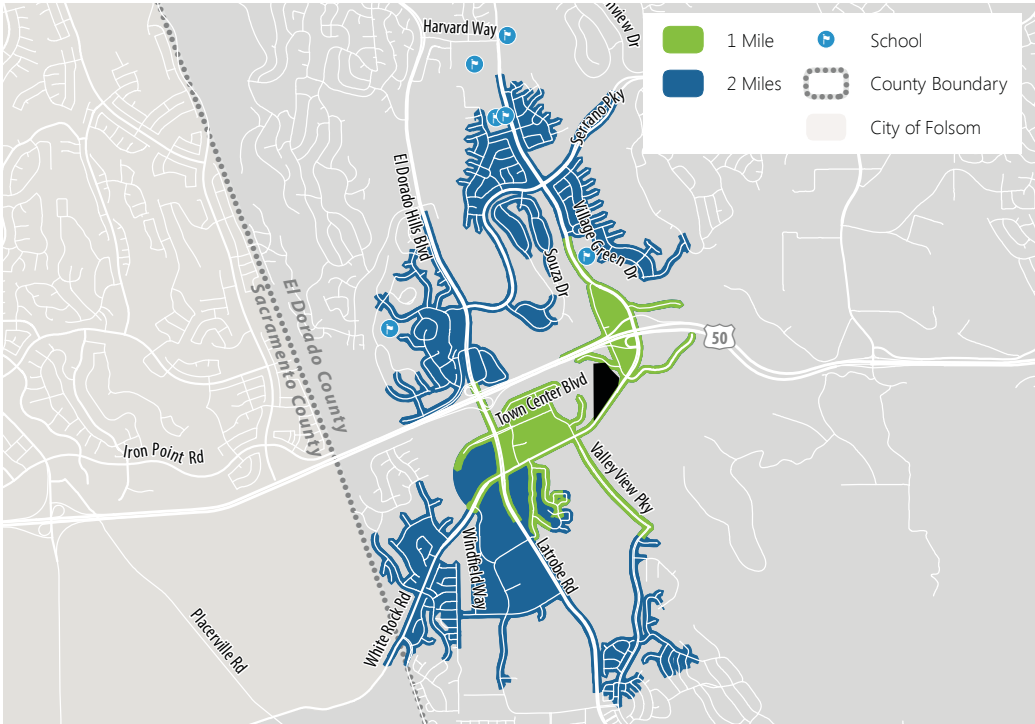 Harvard Way
nview Dr
1 Mile
School
2 Miles
County Boundary
City of Folsom
Serrano Pky
El Dorado Hills Blvd
Village Green Dr
Souza Dr
El Dorado County
Sacramento County
50
Town Center Blvd
Iron Point Rd
Valley View Pky
Windfield Way
Latrobe Rd
White Rock Rd
Placerville Rd